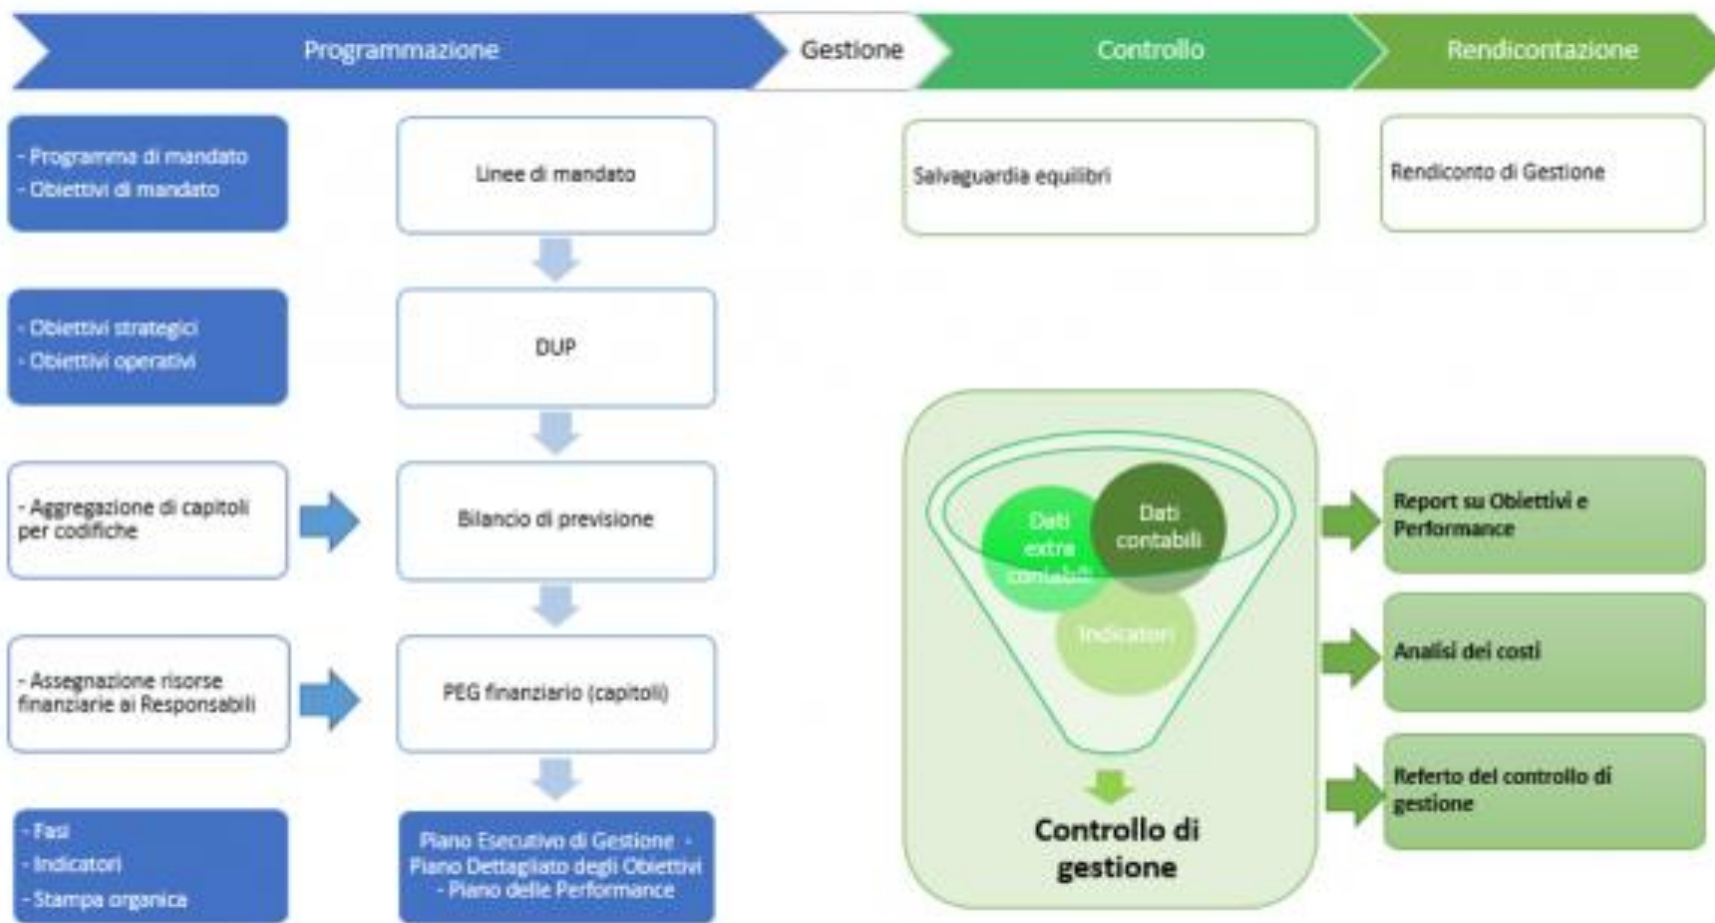 Programmazione
Gestione
Controllo
Rendicontazione
- Programma di mandato
- Obiettivi di mandato
Linee di mandato
Salvaguardia equilibri
Rendiconto di Gestione
- Obiettivi strategici
- Obiettivi operativi
DUP
- Aggregazione di capitoli
per codifiche
Bilancio di previsione
- Assegnazione risorse
finanziarie ai Responsabili
PEG finanziario (capitoli)
- Fasi
- Indicatori
- Stampa organica
Piano Esecutivo di Gestione -
Piano Dettagliato degli Obiettivi
- Piano delle Performance
Dati
extra
contabili
Dati
contabili
Indicatori
Controllo di
gestione
Report su Obiettivi e
Performance
Analisi dei costi
Referto del controllo di
gestione